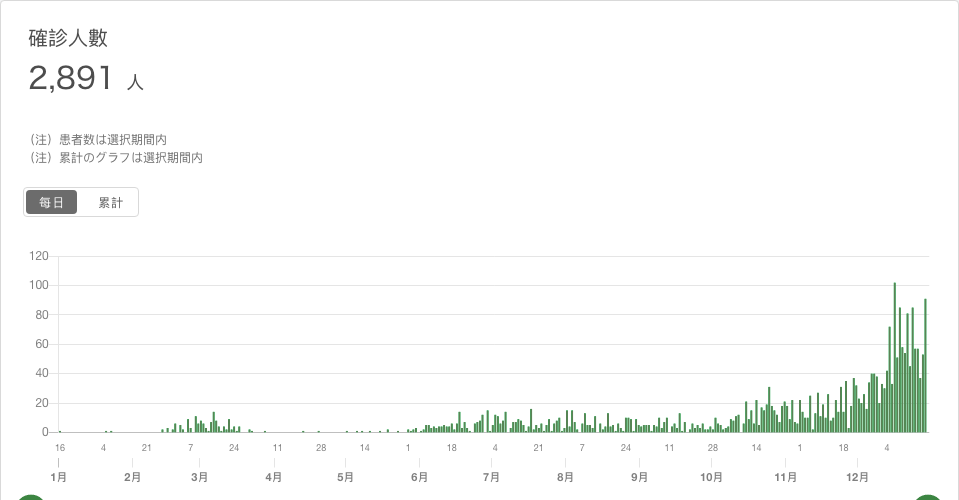 確診人數
2,891 人
（注）患者数は選択期間内
（注）累計のグラフは選択期間内
每日 累計
120
100
80
60
40
20
0
16 4 21 7 24 11 28 14 1 18 4 21 7 24 11 28 14 1 18 4
1月 2月 3月 4月 5月 6月 7月 8月 9月 10月 11月 12月